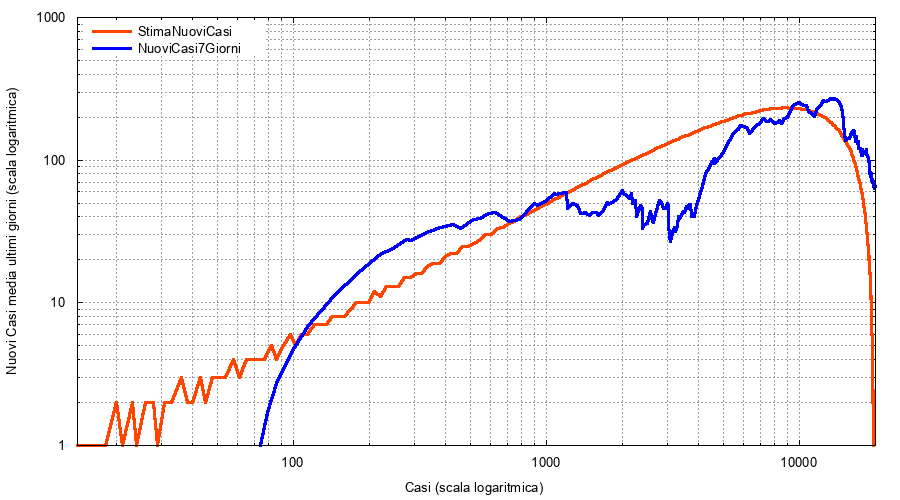 1000
StimaNuoviCasi
NuoviCasi7Giorni
100
10
1
Nuovi Casi media ultimi giorni (scala logaritmica)
100
1000
10000
Casi (scala logaritmica)